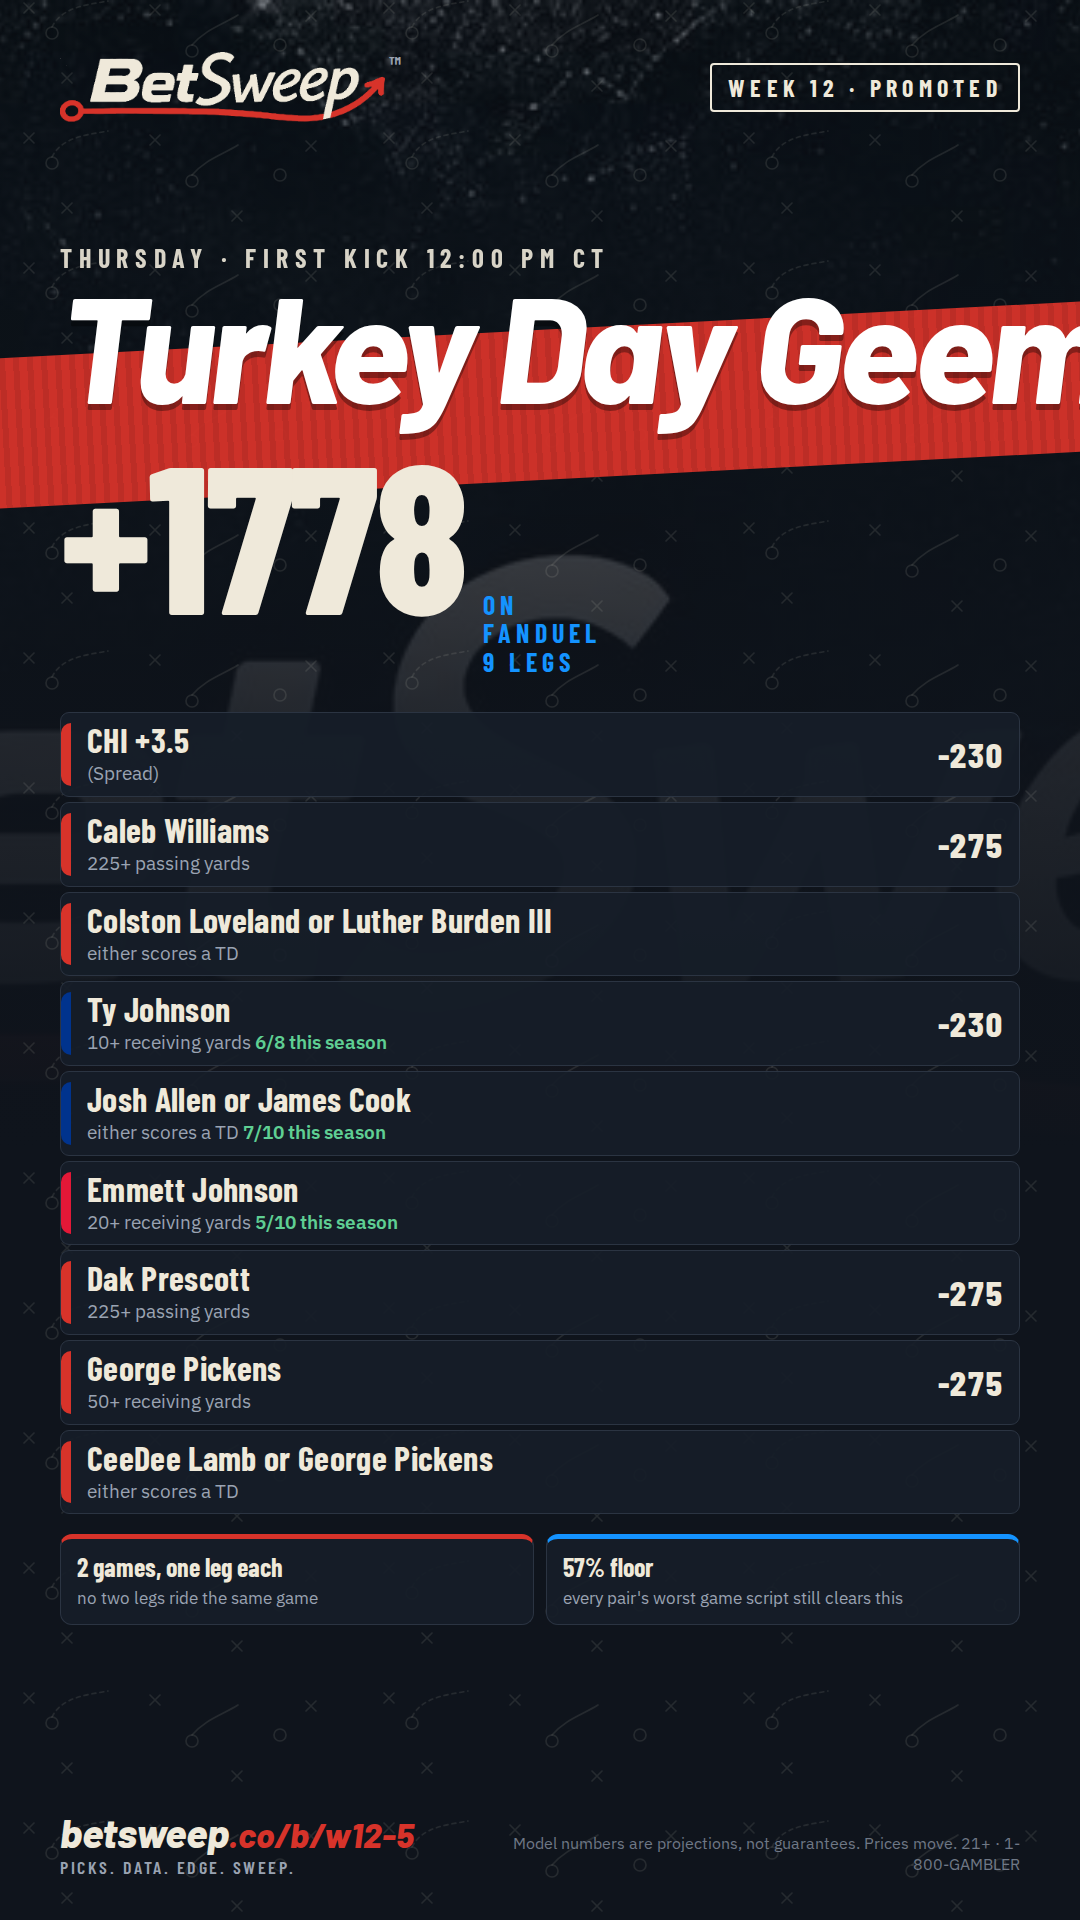 BetSweep™
WEEK 12 · PROMOTED
THURSDAY · FIRST KICK 12:00 PM CT
Turkey Day Geem
+1778
ON
FANDUEL
9 LEGS
CHI +3.5
-230
(Spread)
Caleb Williams
-275
225+ passing yards
Colston Loveland or Luther Burden III
either scores a TD
Ty Johnson
-230
10+ receiving yards 6/8 this season
Josh Allen or James Cook
either scores a TD 7/10 this season
Emmett Johnson
20+ receiving yards 5/10 this season
Dak Prescott
-275
225+ passing yards
George Pickens
-275
50+ receiving yards
CeeDee Lamb or George Pickens
either scores a TD
2 games, one leg each
no two legs ride the same game
57% floor
every pair's worst game script still clears this
betsweep.co/b/w12-5
PICKS. DATA. EDGE. SWEEP.
Model numbers are projections, not guarantees. Prices move. 21+ · 1-
800-GAMBLER